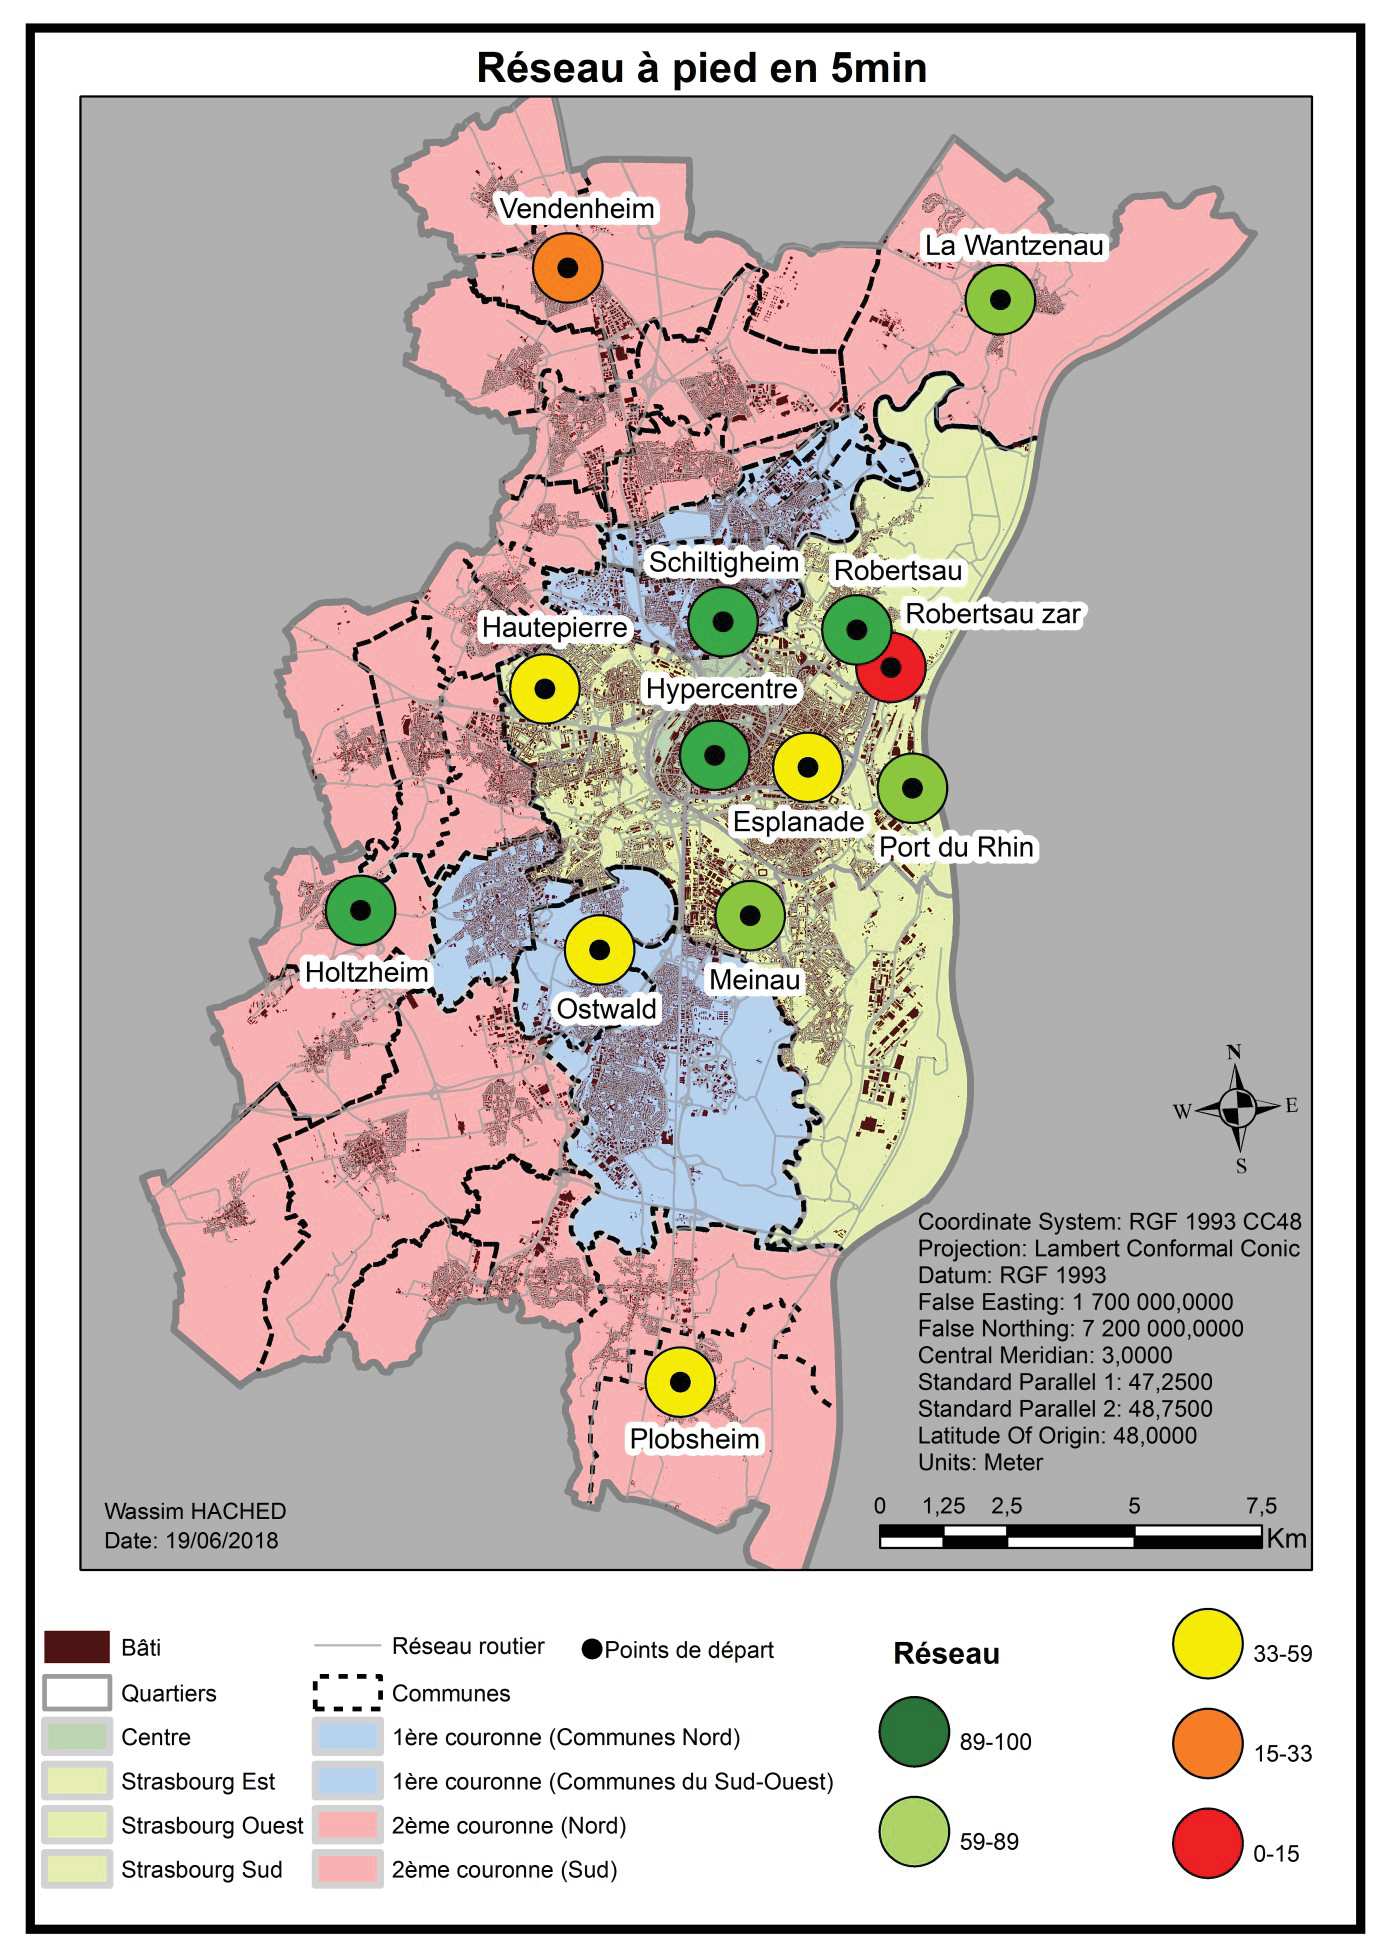 Réseau à pied en 5min
Vendenheim
La Wantzenau
Schiltigheim
Robertsau
Robertsau zar
Hautepierre
Hypercentre
Esplanade
Port du Rhin
Holtzheim
Meinau
Ostwald
Plobsheim
N
W
E
S
Coordinate System: RGF 1993 CC48
Projection: Lambert Conformal Conic
Datum: RGF 1993
False Easting: 1 700 000,0000
False Northing: 7 200 000,0000
Central Meridian: 3,0000
Standard Parallel 1: 47,2500
Standard Parallel 2: 48,7500
Latitude Of Origin: 48,0000
Units: Meter
Wassim HACHED
Date: 19/06/2018
0 1,25 2,5 5 7,5
Km
Bâti
Quartiers
Centre
Strasbourg Est
Strasbourg Ouest
Strasbourg Sud
Réseau routier
Communes
1ère couronne (Communes Nord)
1ère couronne (Communes du Sud-Ouest)
2ème couronne (Nord)
2ème couronne (Sud)
Points de départ
Réseau
89-100
59-89
33-59
15-33
0-15